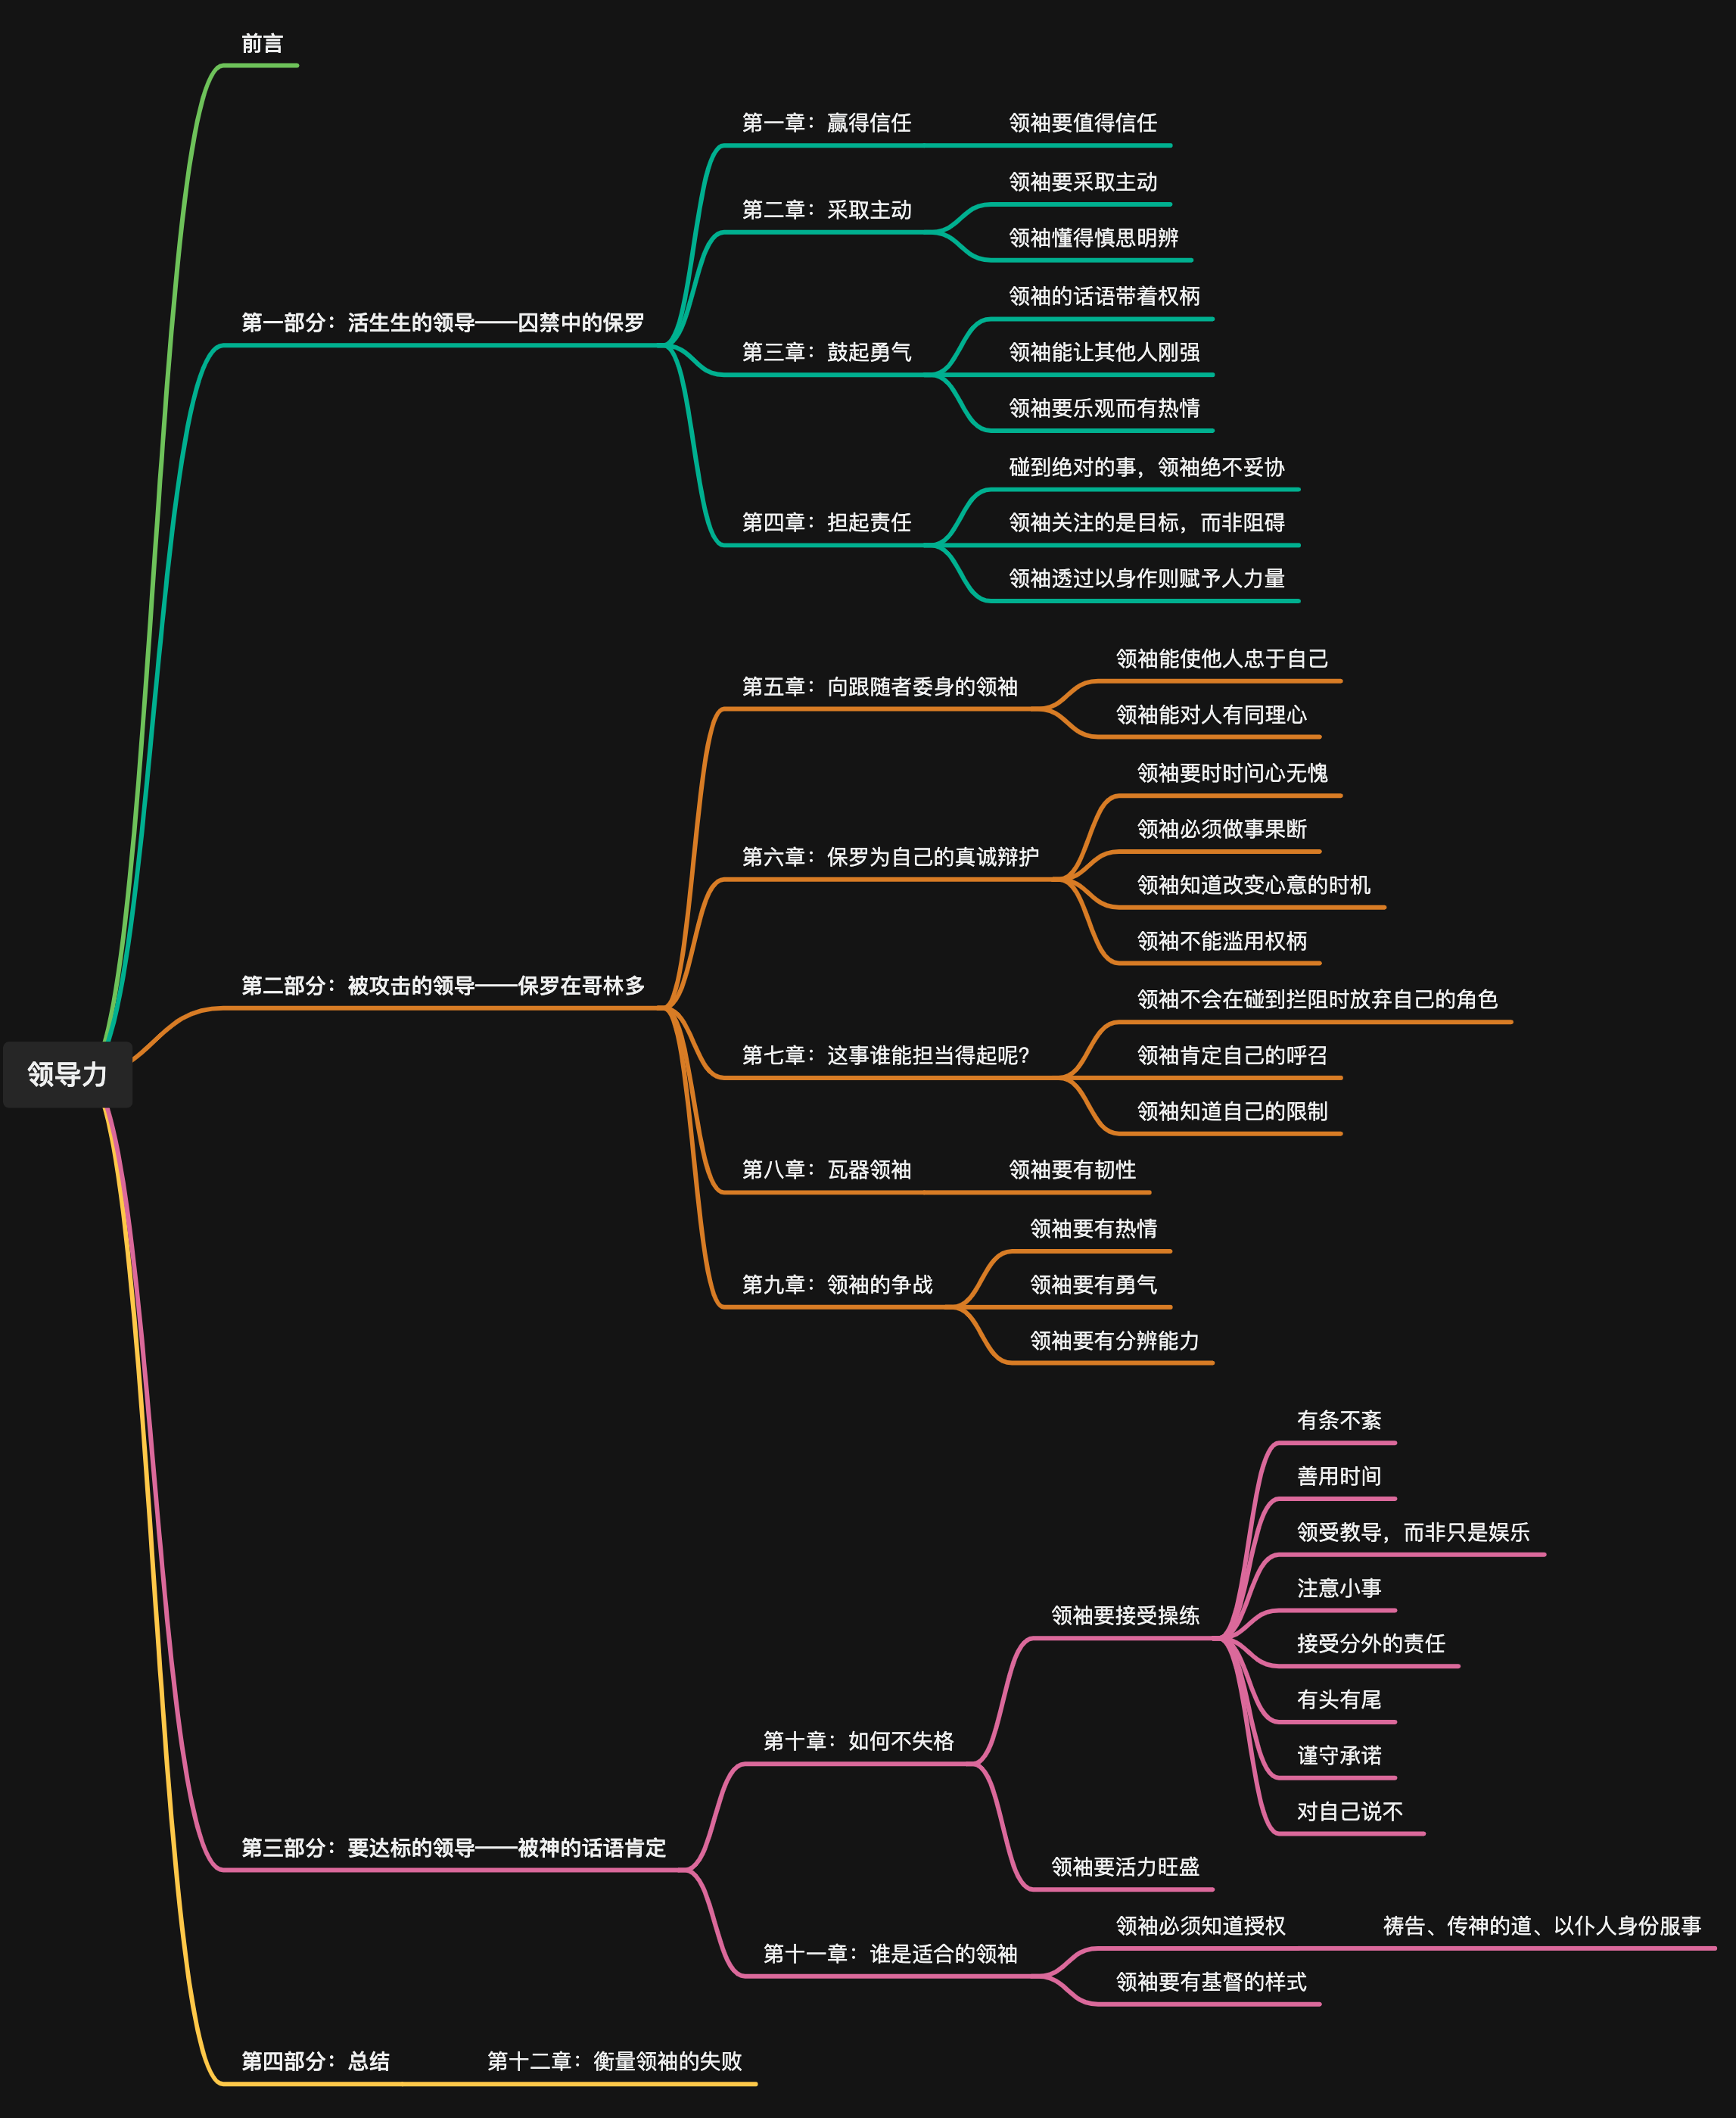 领导力
前言
第一部分：活生生的领导——囚禁中的保罗
第一章：赢得信任
领袖要值得信任
第二章：采取主动
领袖要采取主动
领袖懂得慎思明辨
第三章：鼓起勇气
领袖的话语带着权柄
领袖能让其他人刚强
领袖要乐观而有热情
第四章：担起责任
碰到绝对的事，领袖绝不妥协
领袖关注的是目标，而非阻碍
领袖透过以身作则赋予人力量
第二部分：被攻击的领导——保罗在哥林多
第五章：向跟随者委身的领袖
领袖能使他人忠于自己
领袖能对人有同理心
第六章：保罗为自己的真诚辩护
领袖要时时问心无愧
领袖必须做事果断
领袖知道改变心意的时机
领袖不能滥用权柄
第七章：这事谁能担当得起呢？
领袖不会在碰到拦阻时放弃自己的角色
领袖肯定自己的呼召
领袖知道自己的限制
第八章：瓦器领袖
领袖要有韧性
第九章：领袖的争战
领袖要有热情
领袖要有勇气
领袖要有分辨能力
第三部分：要达标的领导——被神的话语肯定
第十章：如何不失格
领袖要接受操练
有条不紊
善用时间
领受教导，而非只是娱乐
注意小事
接受分外的责任
有头有尾
谨守承诺
对自己说不
领袖要活力旺盛
第十一章：谁是适合的领袖
领袖必须知道授权
祷告、传神的道、以仆人身份服事
领袖要有基督的样式
第四部分：总结
第十二章：衡量领袖的失败